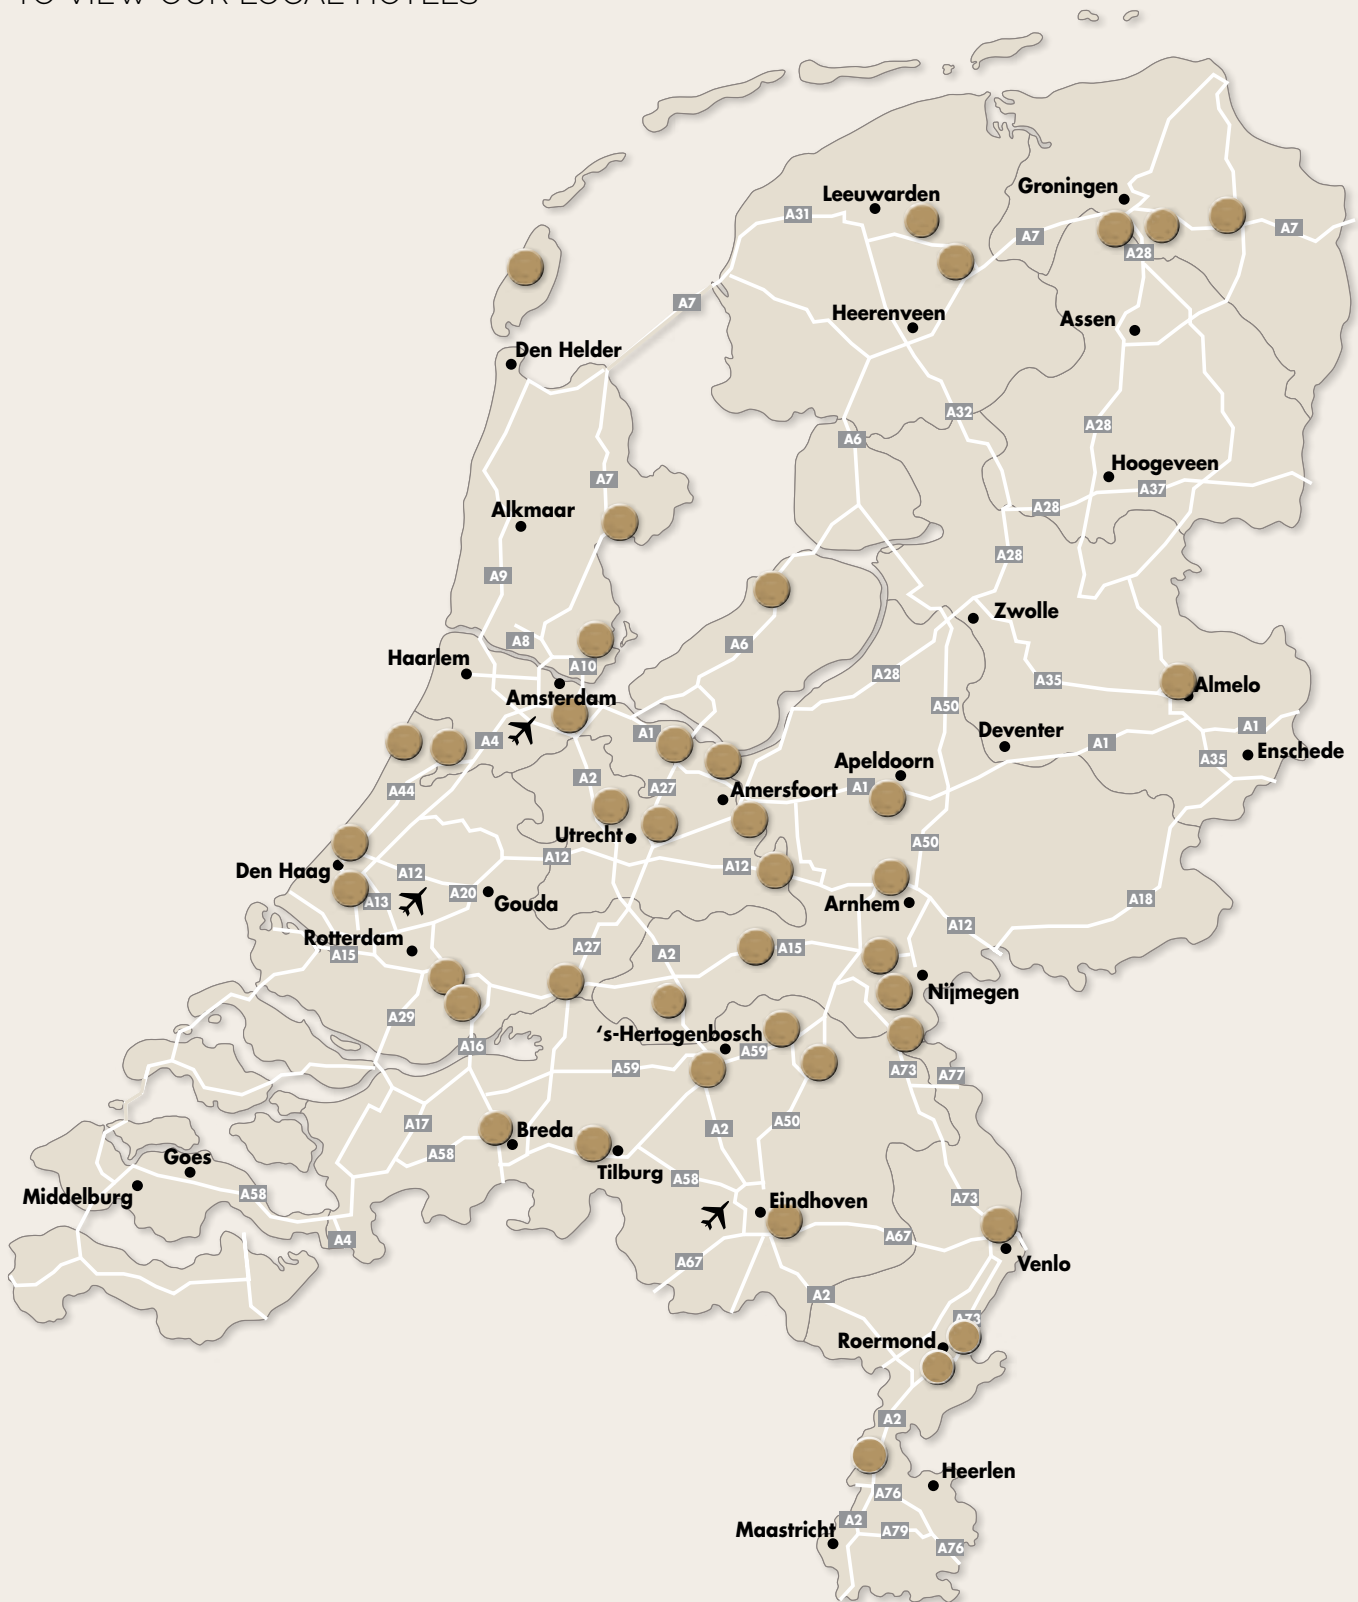 TO VIEW OUR LOCAL HOTELS
Groningen
Leeuwarden
A31
A7
A7
A28
A7
Heerenveen
Assen
Den Helder
A32
A28
A6
Hoogeveen
A7
A37
Alkmaar
A28
A28
A9
Zwolle
A8
A6
Haarlem
A10
A28
A35
Almelo
Amsterdam
A50
A1
Deventer
A1
A4
A1
Enschede
A35
Apeldoorn
A2
A27
A1
A44
Amersfoort
Utrecht
A50
A12
A12
Den Haag
A12
A20
A13
Gouda
Arnhem
A18
A12
Rotterdam
A27
A15
A2
A15
Nijmegen
A29
's-Hertogenbosch
A16
A59
A59
A73
A77
A17
A50
A2
Breda
A58
Goes
Tilburg
A58
Middelburg
A58
A73
Eindhoven
A4
A67
A67
Venlo
A2
A73
Roermond
A2
Heerlen
A76
A2
Maastricht
A79
A76